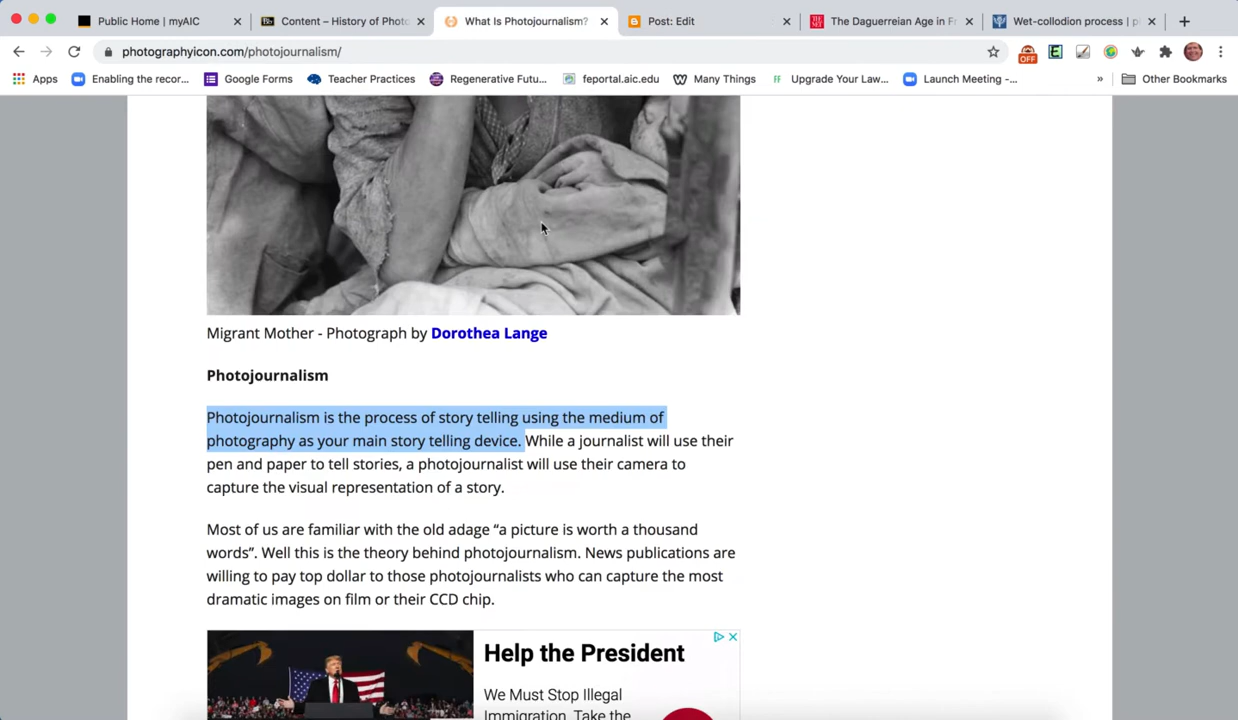 Public Home | myAIC
Content – History of Photo
What Is Photojournalism?
Post: Edit
The Daguerreian Age in Fr
Wet-collodion process | p
photographyicon.com/photojournalism/
OFF
Apps
Enabling the recor...
Google Forms
Teacher Practices
Regenerative Futu...
feportal.aic.edu
Many Things
FF Upgrade Your Law...
Launch Meeting -...
» Other Bookmarks
Migrant Mother - Photograph by Dorothea Lange
Photojournalism
Photojournalism is the process of story telling using the medium of
photography as your main story telling device. While a journalist will use their
pen and paper to tell stories, a photojournalist will use their camera to
capture the visual representation of a story.
Most of us are familiar with the old adage “a picture is worth a thousand
words”. Well this is the theory behind photojournalism. News publications are
willing to pay top dollar to those photojournalists who can capture the most
dramatic images on film or their CCD chip.
Help the President
We Must Stop Illegal
Immigration. Take the